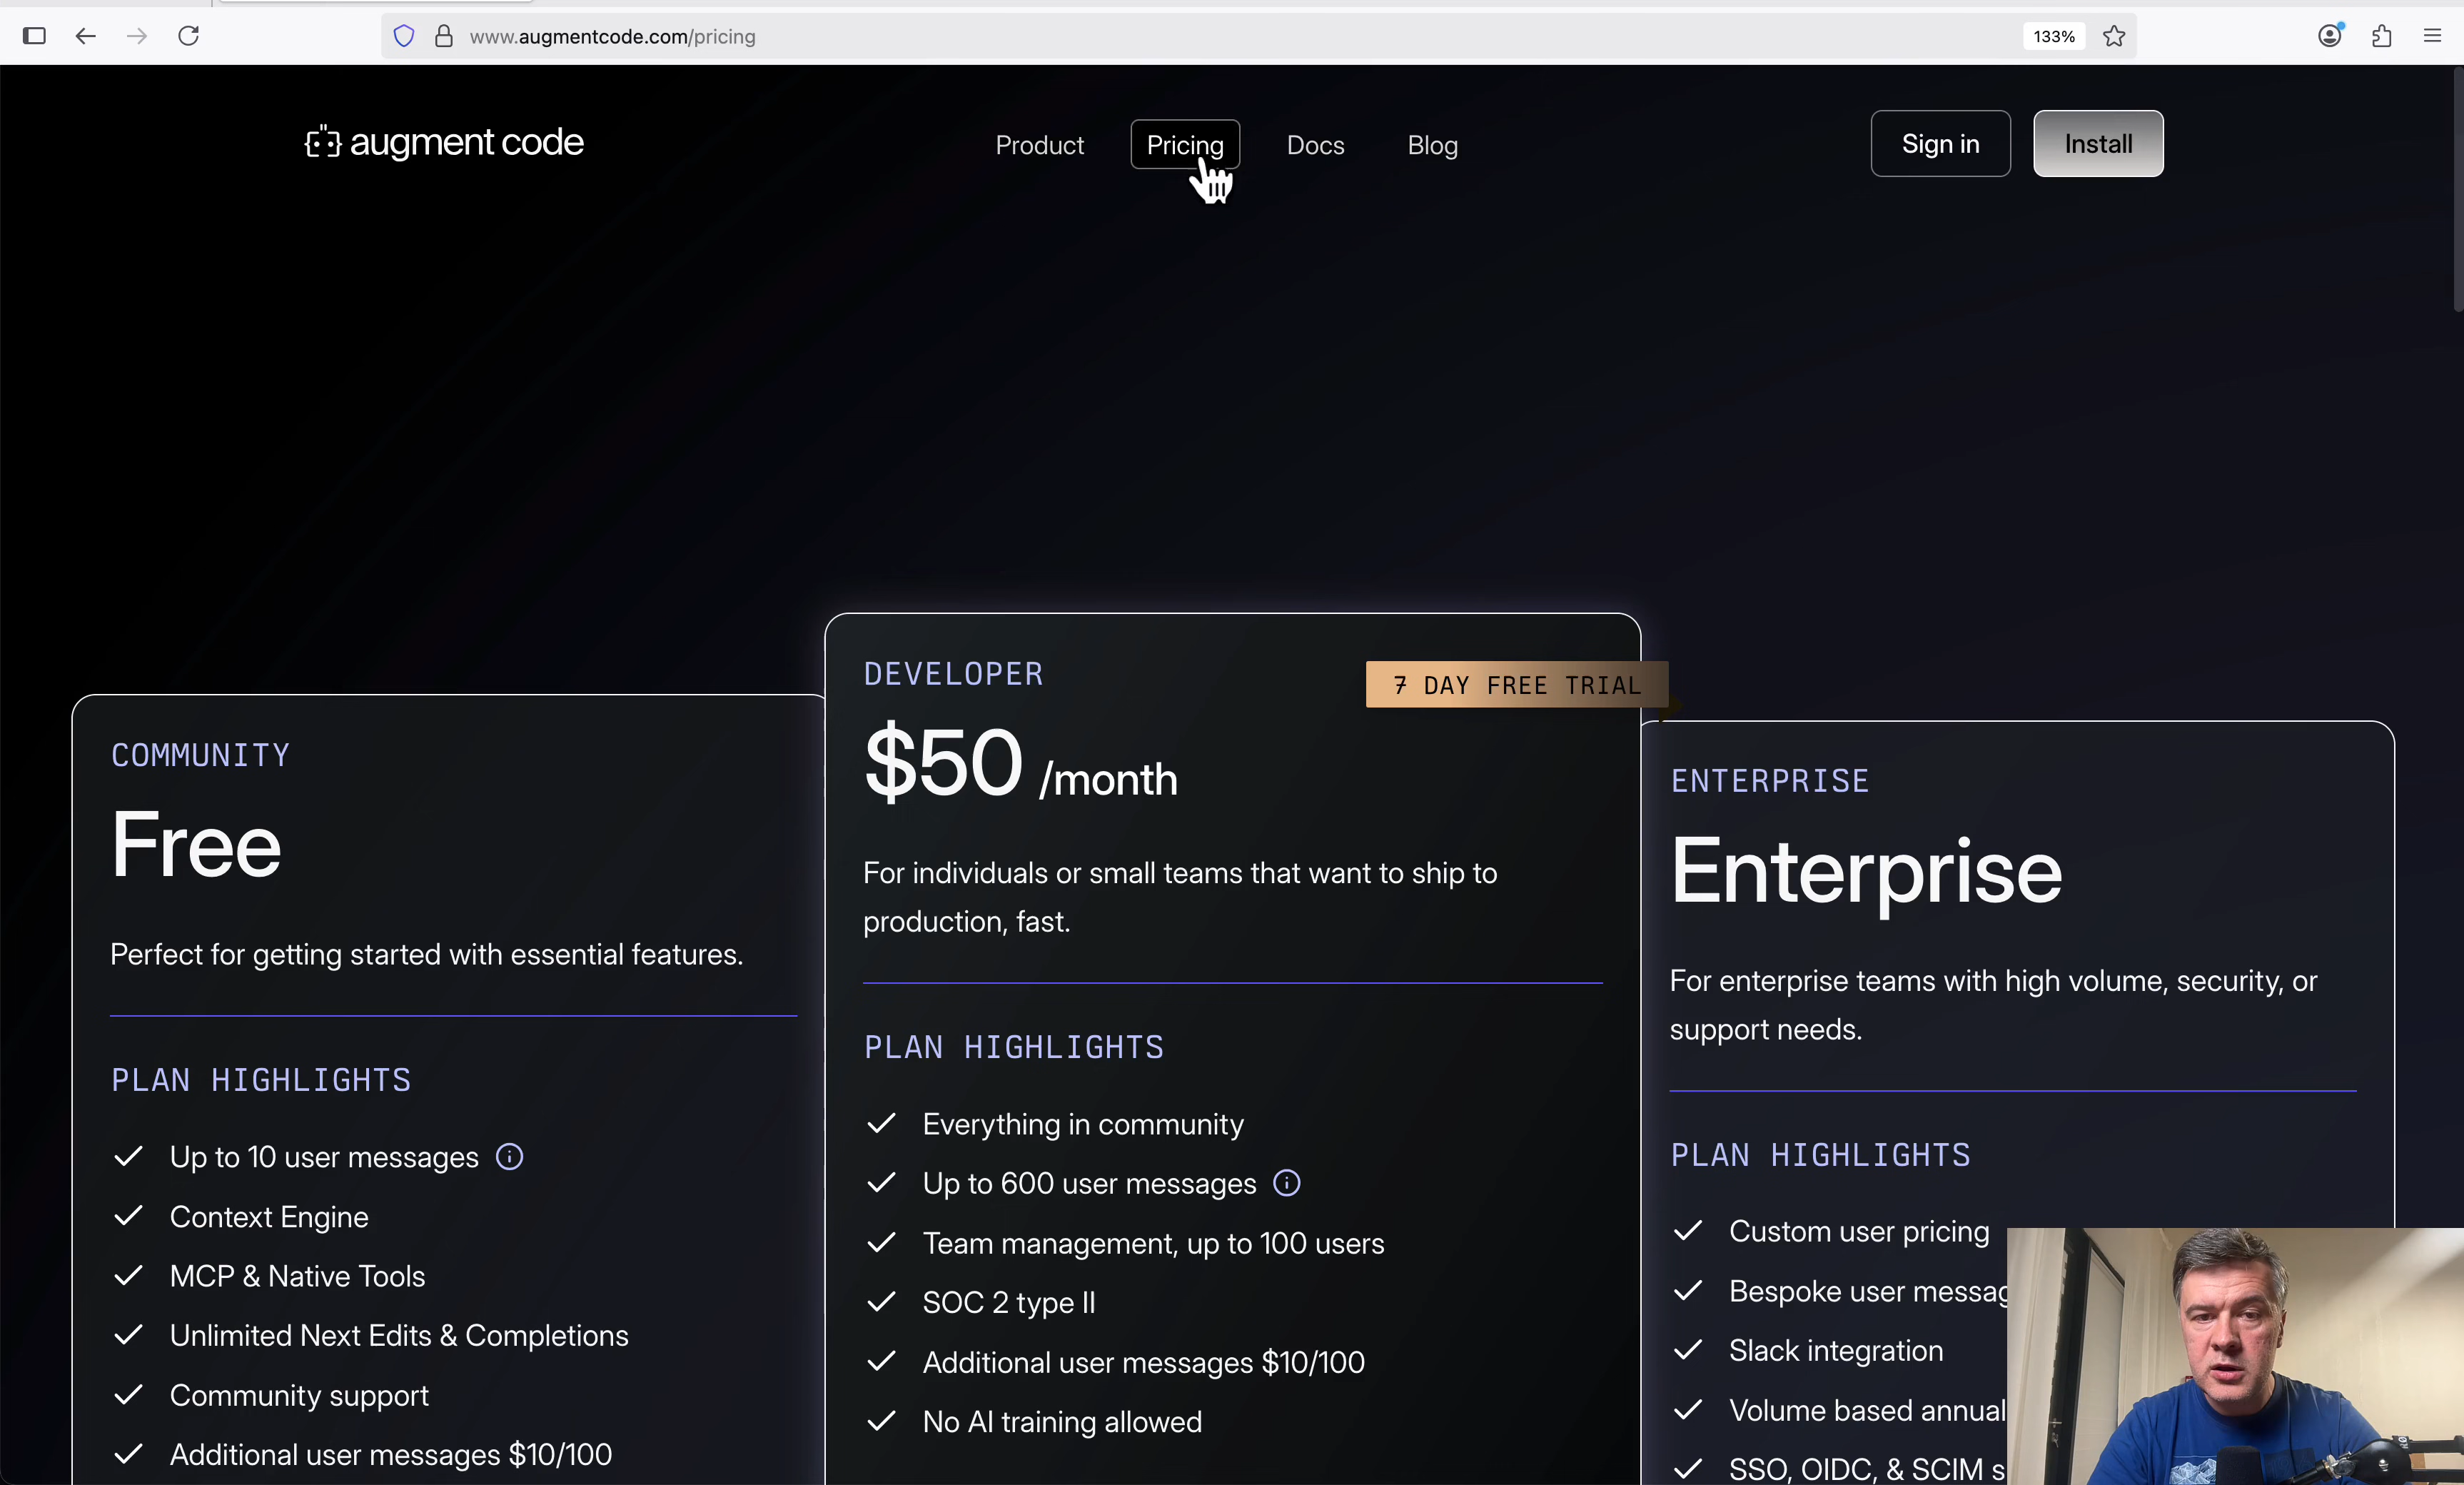 www.augmentcode.com/pricing
133%
augment code
Product
Pricing
Docs
Blog
Sign in
Install
COMMUNITY
Free
Perfect for getting started with essential features.
PLAN HIGHLIGHTS
Up to 10 user messages
Context Engine
MCP & Native Tools
Unlimited Next Edits & Completions
Community support
Additional user messages $10/100
DEVELOPER
7 DAY FREE TRIAL
$50 /month
For individuals or small teams that want to ship to
production, fast.
PLAN HIGHLIGHTS
Everything in community
Up to 600 user messages
Team management, up to 100 users
SOC 2 type II
Additional user messages $10/100
No AI training allowed
ENTERPRISE
Enterprise
For enterprise teams with high volume, security, or
support needs.
PLAN HIGHLIGHTS
Custom user pricing
Bespoke user messag
Slack integration
Volume based annual
SSO, OIDC, & SCIM s